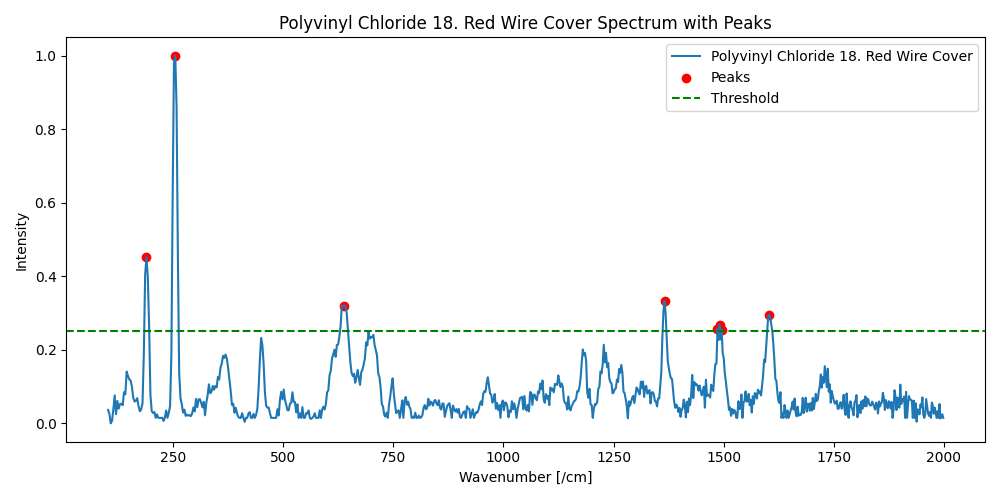 Polyvinyl Chloride 18. Red Wire Cover Spectrum with Peaks
Polyvinyl Chloride 18. Red Wire Cover
Peaks
Threshold
1.0
0.8
0.6
0.4
0.2
0.0
Intensity
250
500
750
1000
1250
1500
1750
2000
Wavenumber [/cm]